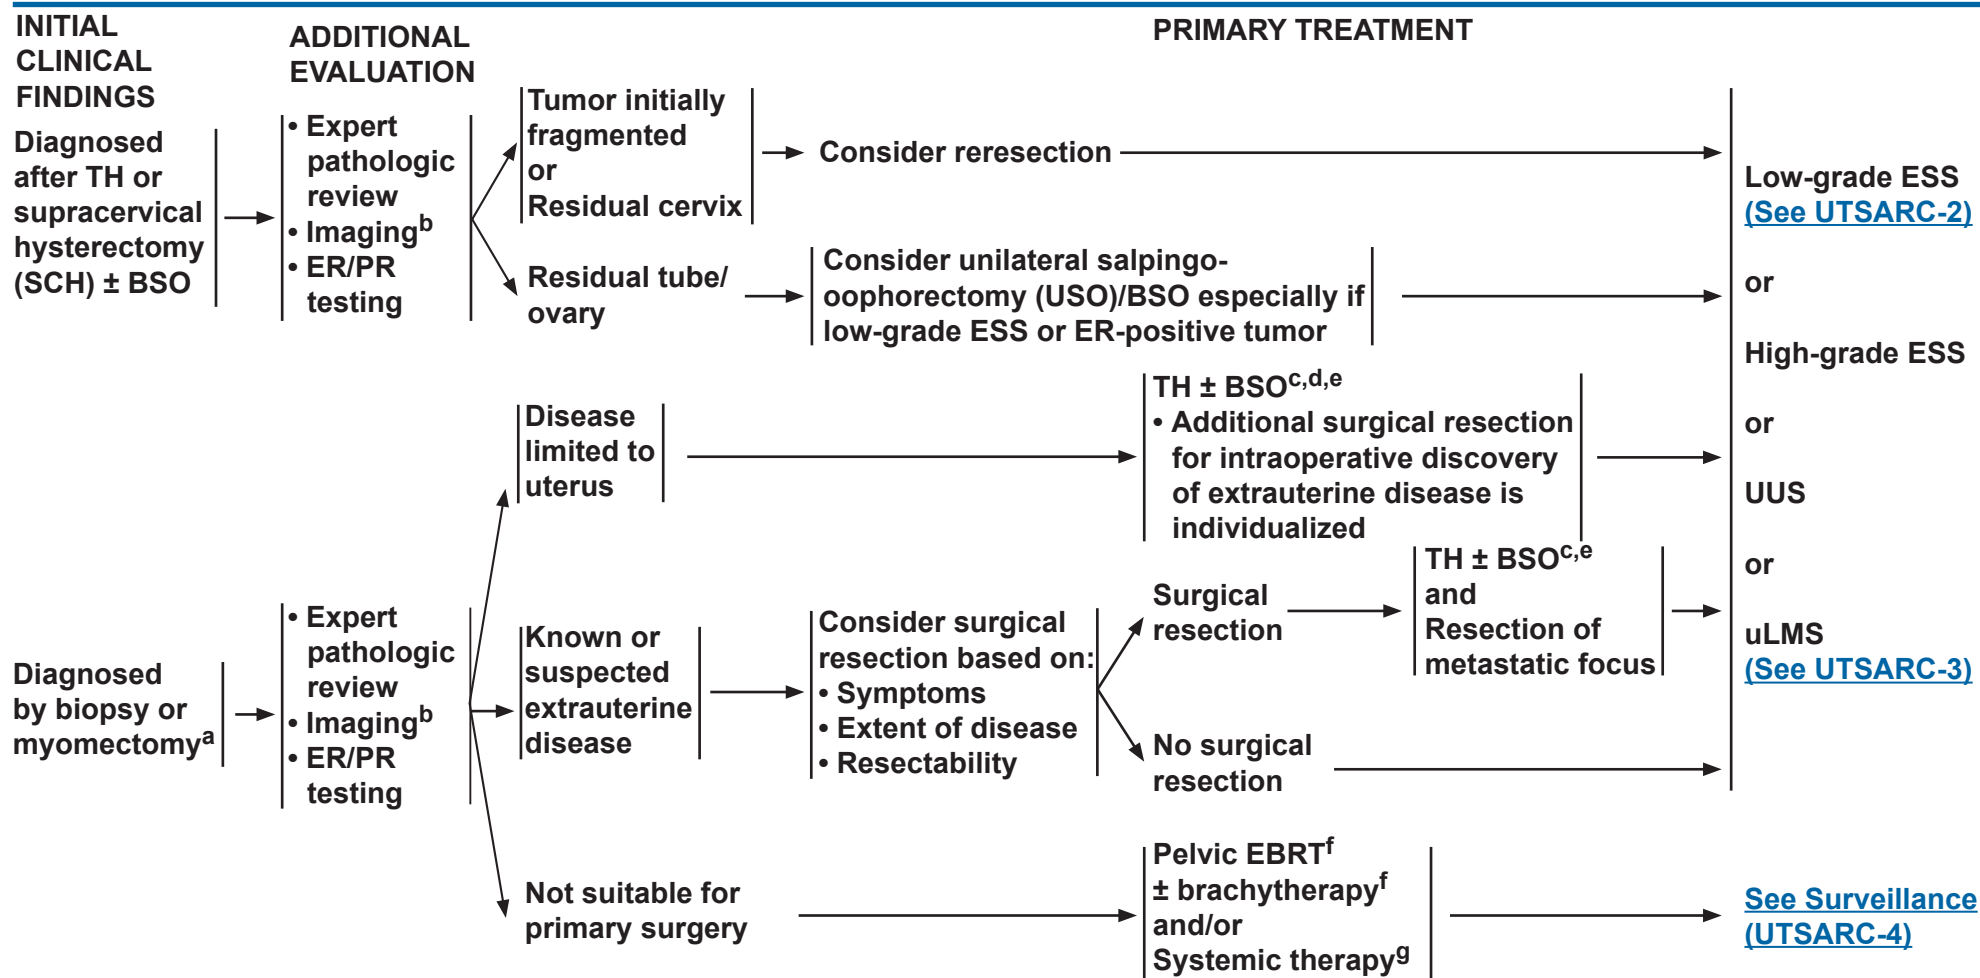 INITIAL
CLINICAL
FINDINGS
ADDITIONAL
EVALUATION
PRIMARY TREATMENT
Diagnosed
after TH or
supracervical
hysterectomy
(SCH) ± BSO
• Expert
pathologic
review
• Imagingb
• ER/PR
testing
Tumor initially
fragmented
or
Residual cervix
Consider reresection
Residual tube/
ovary
Consider unilateral salpingo-
oophorectomy (USO)/BSO especially if
low-grade ESS or ER-positive tumor
Diagnosed
by biopsy or
myomectomya
• Expert
pathologic
review
• Imagingb
• ER/PR
testing
Disease
limited to
uterus
TH ± BSOc,d,e
• Additional surgical resection
for intraoperative discovery
of extrauterine disease is
individualized
Known or
suspected
extrauterine
disease
Consider surgical
resection based on:
• Symptoms
• Extent of disease
• Resectability
Surgical
resection
TH ± BSOc,e
and
Resection of
metastatic focus
No surgical
resection
Low-grade ESS
(See UTSARC-2)
or
High-grade ESS
or
UUS
or
uLMS
(See UTSARC-3)
Not suitable for
primary surgery
Pelvic EBRTf
± brachytherapyf
and/or
Systemic therapyg
See Surveillance
(UTSARC-4)